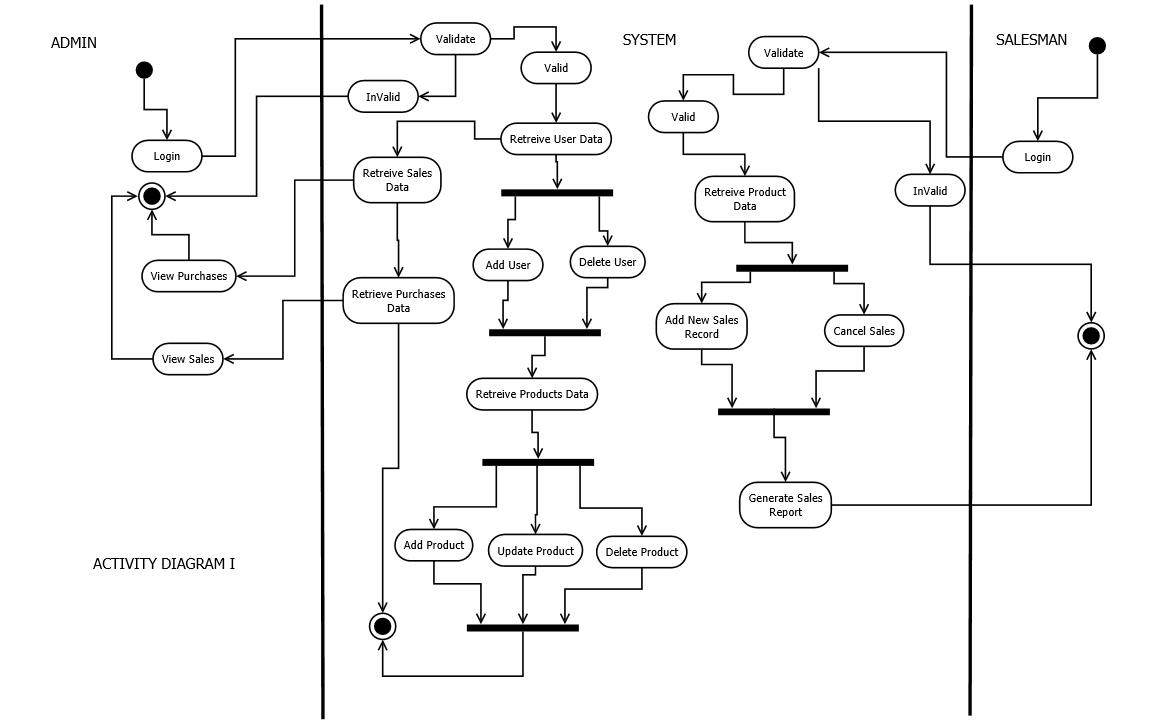 ADMIN
SYSTEM
SALESMAN
Validate
Valid
InValid
Login
Retreive User Data
Retreive Sales
Data
View Purchases
Retrieve Purchases
Data
View Sales
Add User
Delete User
Retreive Products Data
Add Product
Update Product
Delete Product
Validate
Valid
Login
InValid
Retreive Product
Data
Add New Sales
Record
Cancel Sales
Generate Sales
Report
ACTIVITY DIAGRAM I